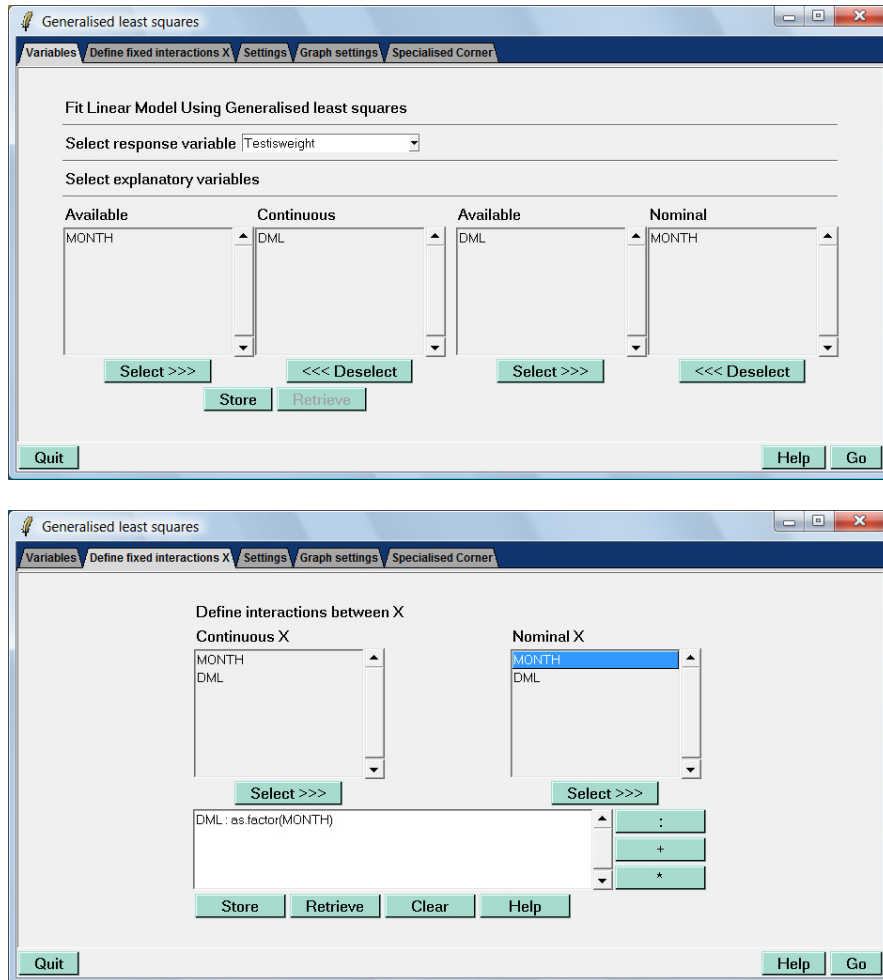 Generalised least squares
Variables Define fixed interactions X Settings Graph settings Specialised Corner
Fit Linear Model Using Generalised least squares
Select response variable Testisweight
Select explanatory variables
Available Continuous Available Nominal
MONTH DML DML MONTH
Select >>> <<< Deselect Select >>> <<< Deselect
Store Retrieve
Quit Help Go
Generalised least squares
Variables Define fixed interactions X Settings Graph settings Specialised Corner
Define interactions between X
Continuous X Nominal X
MONTH MONTH
DML DML
Select >>> Select >>>
DML : as.factor(MONTH) :
+
*
Store Retrieve Clear Help
Quit Help Go